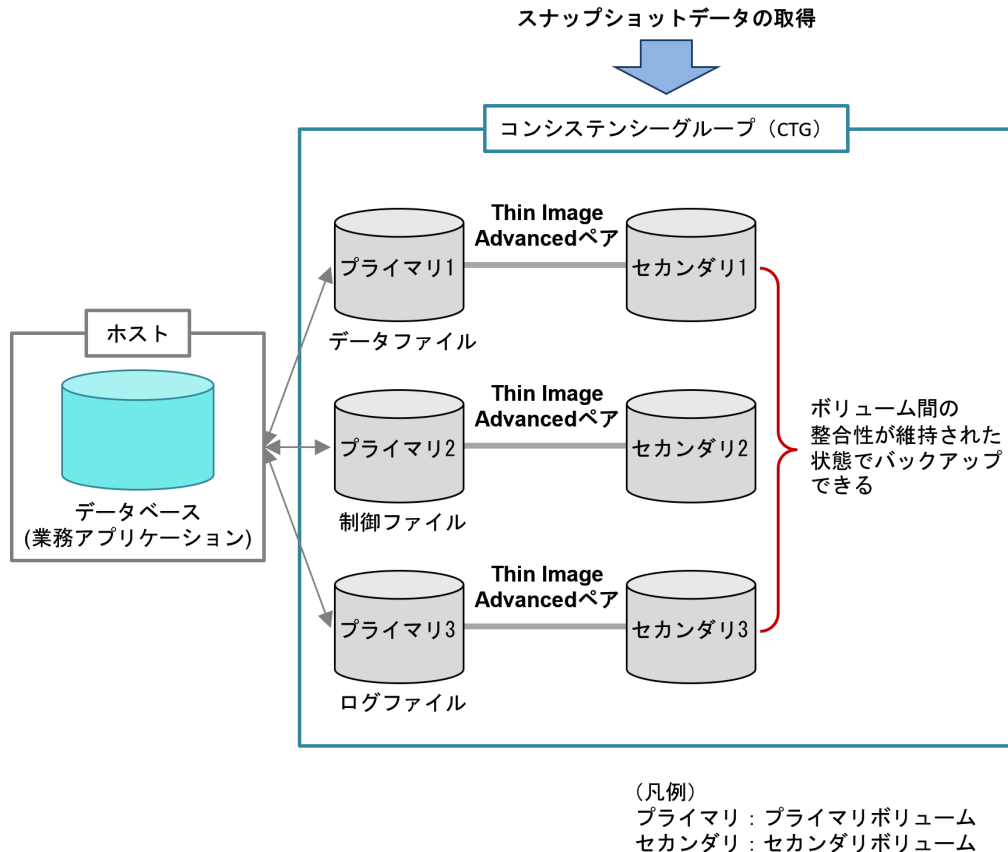 スナップショットデータの取得
コンシステンシーグループ（CTG）
Thin Image
Advancedペア
プライマリ1
セカンダリ1
データファイル
ホスト
Thin Image
Advancedペア
プライマリ2
セカンダリ2
制御ファイル
データベース
(業務アプリケーション)
ボリューム間の
整合性が維持された
状態でバックアップ
できる
Thin Image
Advancedペア
プライマリ3
セカンダリ3
ログファイル
（凡例）
プライマリ：プライマリボリューム
セカンダリ：セカンダリボリューム